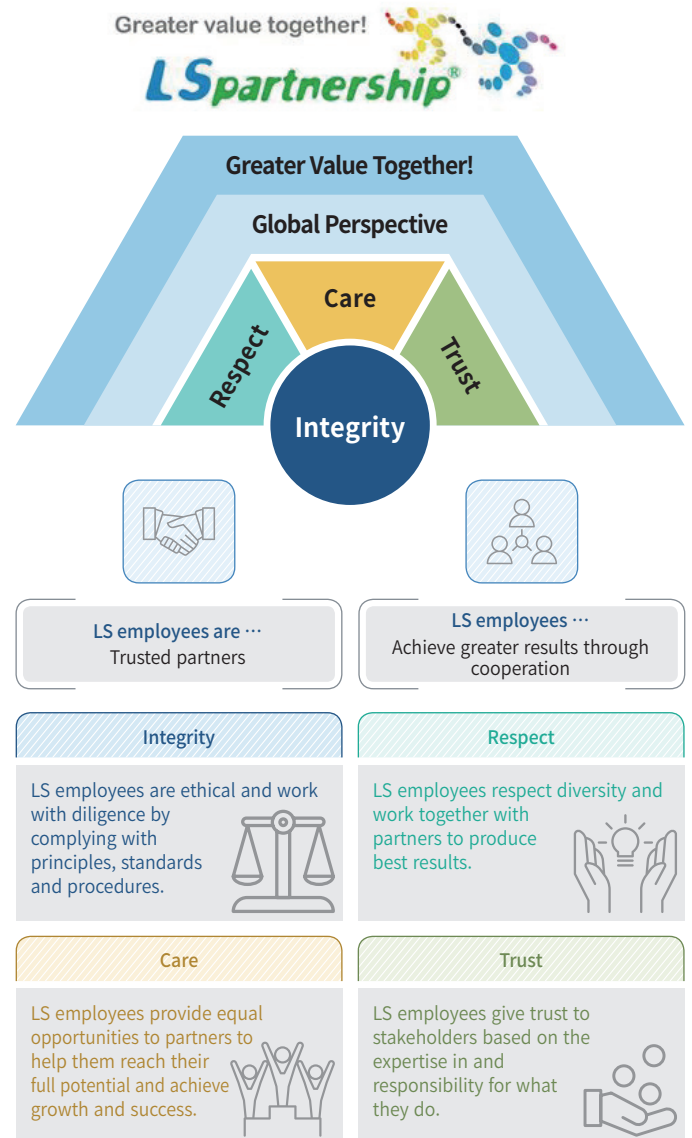 Greater value together!
LSpartnership®
Greater Value Together!
Global Perspective
Care
Respect
Trust
Integrity
LS employees are ···
Trusted partners
LS employees ···
Achieve greater results through
cooperation
Integrity
LS employees are ethical and work
with diligence by
complying with
principles, standards
and procedures.
Respect
LS employees respect diversity and
work together with
partners to produce
best results.
Care
LS employees provide equal
opportunities to partners to
help them reach their
full potential and achieve
growth and success.
Trust
LS employees give trust to
stakeholders based on the
expertise in and
responsibility for what
they do.